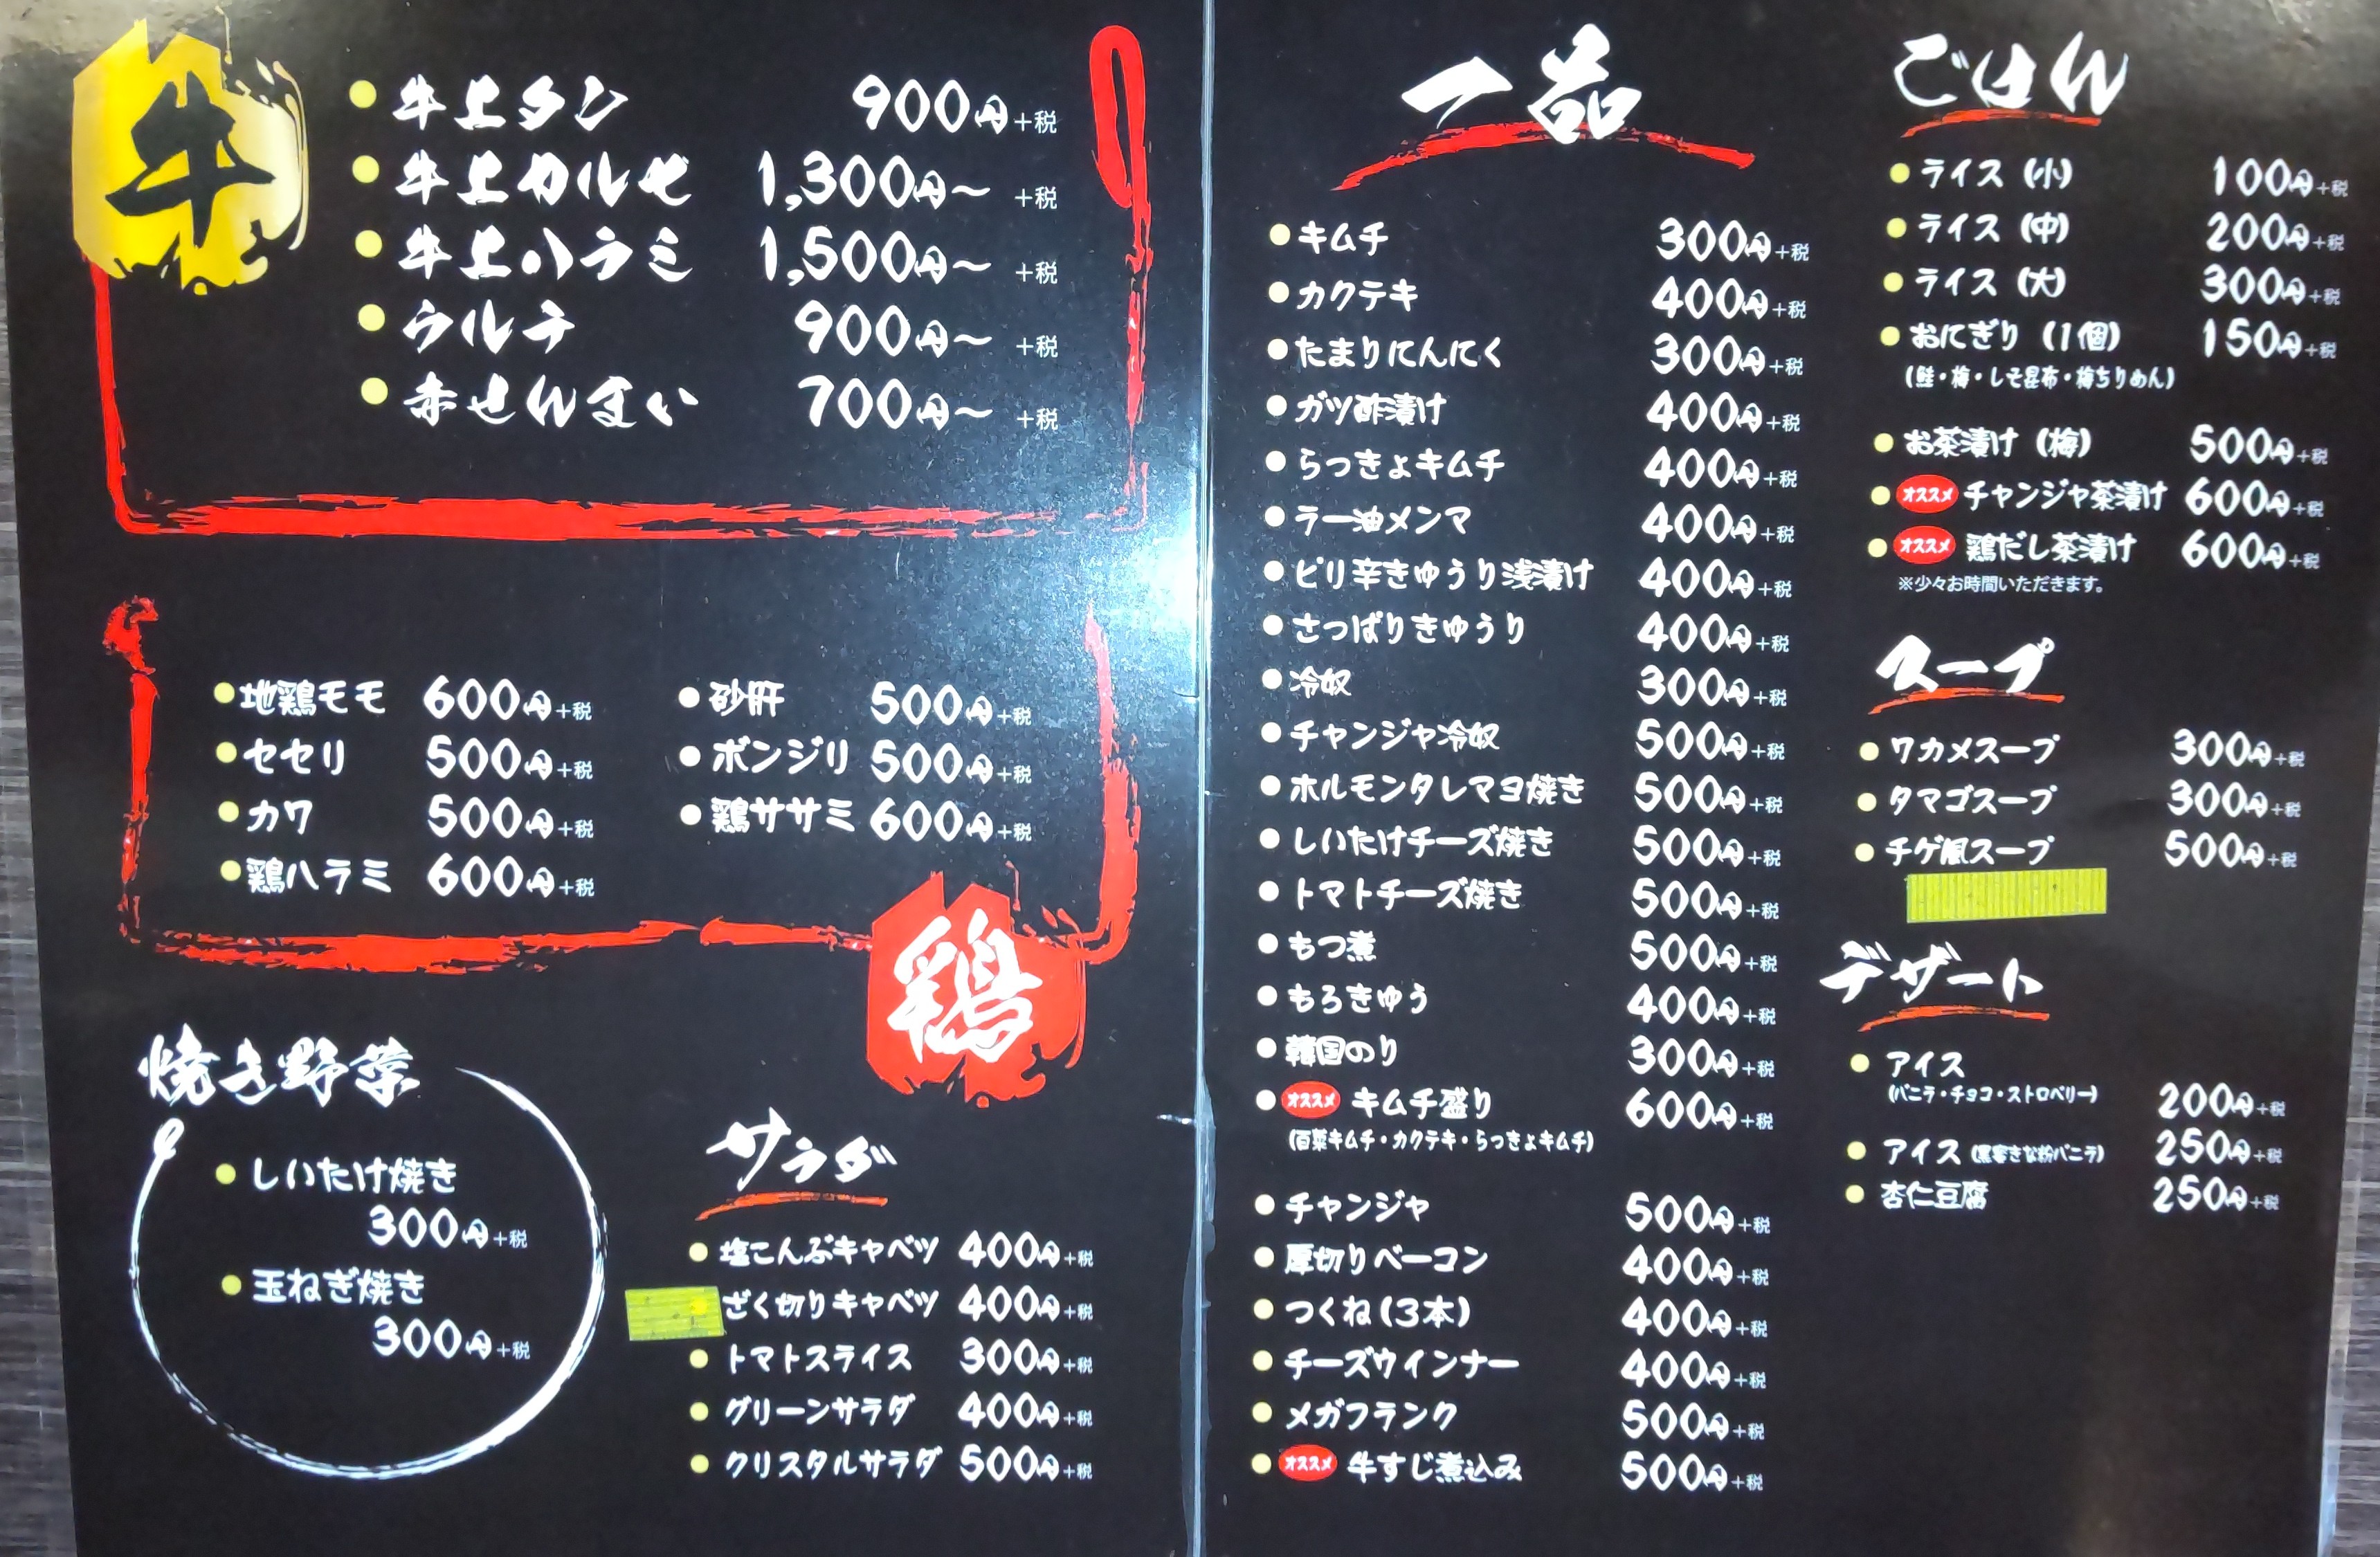 牛
牛上タン 900円+税
牛上カルビ 1,300円～ +税
牛上ハラミ 1,500円～ +税
ウルテ 900円～ +税
赤せんまい 700円～ +税
地鶏モモ 600円+税
セセリ 500円+税
カワ 500円+税
鶏ハラミ 600円+税
砂肝 500円+税
ボンジリ 500円+税
鶏ササミ 600円+税
鶏
焼き野菜
しいたけ焼き
300円+税
玉ねぎ焼き
300円+税
サラダ
塩こんぶキャベツ 400円+税
ざく切りキャベツ 400円+税
トマトスライス 300円+税
グリーンサラダ 400円+税
クリスタルサラダ 500円+税
一品
キムチ 300円+税
カクテキ 400円+税
たまりにんにく 300円+税
ガツ酢漬け 400円+税
らっきょキムチ 400円+税
ラー油メンマ 400円+税
ピリ辛きゅうり浅漬け 400円+税
さっぱりきゅうり 400円+税
冷奴 300円+税
チャンジャ冷奴 500円+税
ホルモンタレマヨ焼き 500円+税
しいたけチーズ焼き 500円+税
トマトチーズ焼き 500円+税
もつ煮 500円+税
もろきゅう 400円+税
韓国のり 300円+税
オススメ キムチ盛り 600円+税
(百菜キムチ・カクテキ・らっきょキムチ)
チャンジャ 500円+税
厚切りベーコン 400円+税
つくね(3本) 400円+税
チーズウインナー 400円+税
メガフランク 500円+税
オススメ 牛すじ煮込み 500円+税
ごはん
ライス (小) 100円+税
ライス (中) 200円+税
ライス (大) 300円+税
おにぎり (1個) 150円+税
(鮭・梅・しそ昆布・梅ちりめん)
お茶漬け (梅) 500円+税
オススメ チャンジャ茶漬け 600円+税
オススメ 鶏だし茶漬け 600円+税
※少々お時間いただきます。
スープ
ワカメスープ 300円+税
タマゴスープ 300円+税
チゲ風スープ 500円+税
デザート
アイス
(バニラ・チョコ・ストロベリー) 200円+税
アイス (黒蜜きな粉バニラ) 250円+税
杏仁豆腐 250円+税